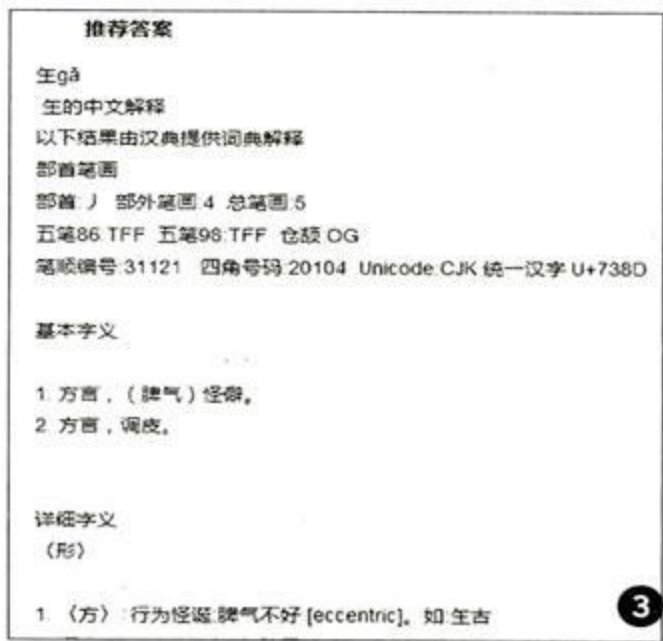 推荐答案
玍gǎ
玍的中文解释
以下结果由汉典提供词典解释
部首笔画
部首:丿 部外笔画:4 总笔画:5
五笔86:TFF 五笔98:TFF 仓颉:OG
笔顺编号:31121 四角号码:20104 Unicode:CJK 统一汉字 U+738D
基本字义
1. 方言，（脾气）怪僻。
2. 方言，调皮。
详细字义
〈形〉
1. 〈方〉:行为怪诞;脾气不好 [eccentric]。如:玍古
3